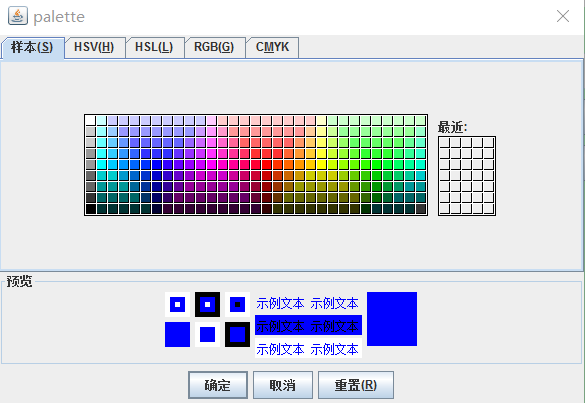 palette
样本(S) HSV(H) HSL(L) RGB(G) CMYK
最近:
预览
示例文本 示例文本
示例文本 示例文本
示例文本 示例文本
确定 取消 重置(R)